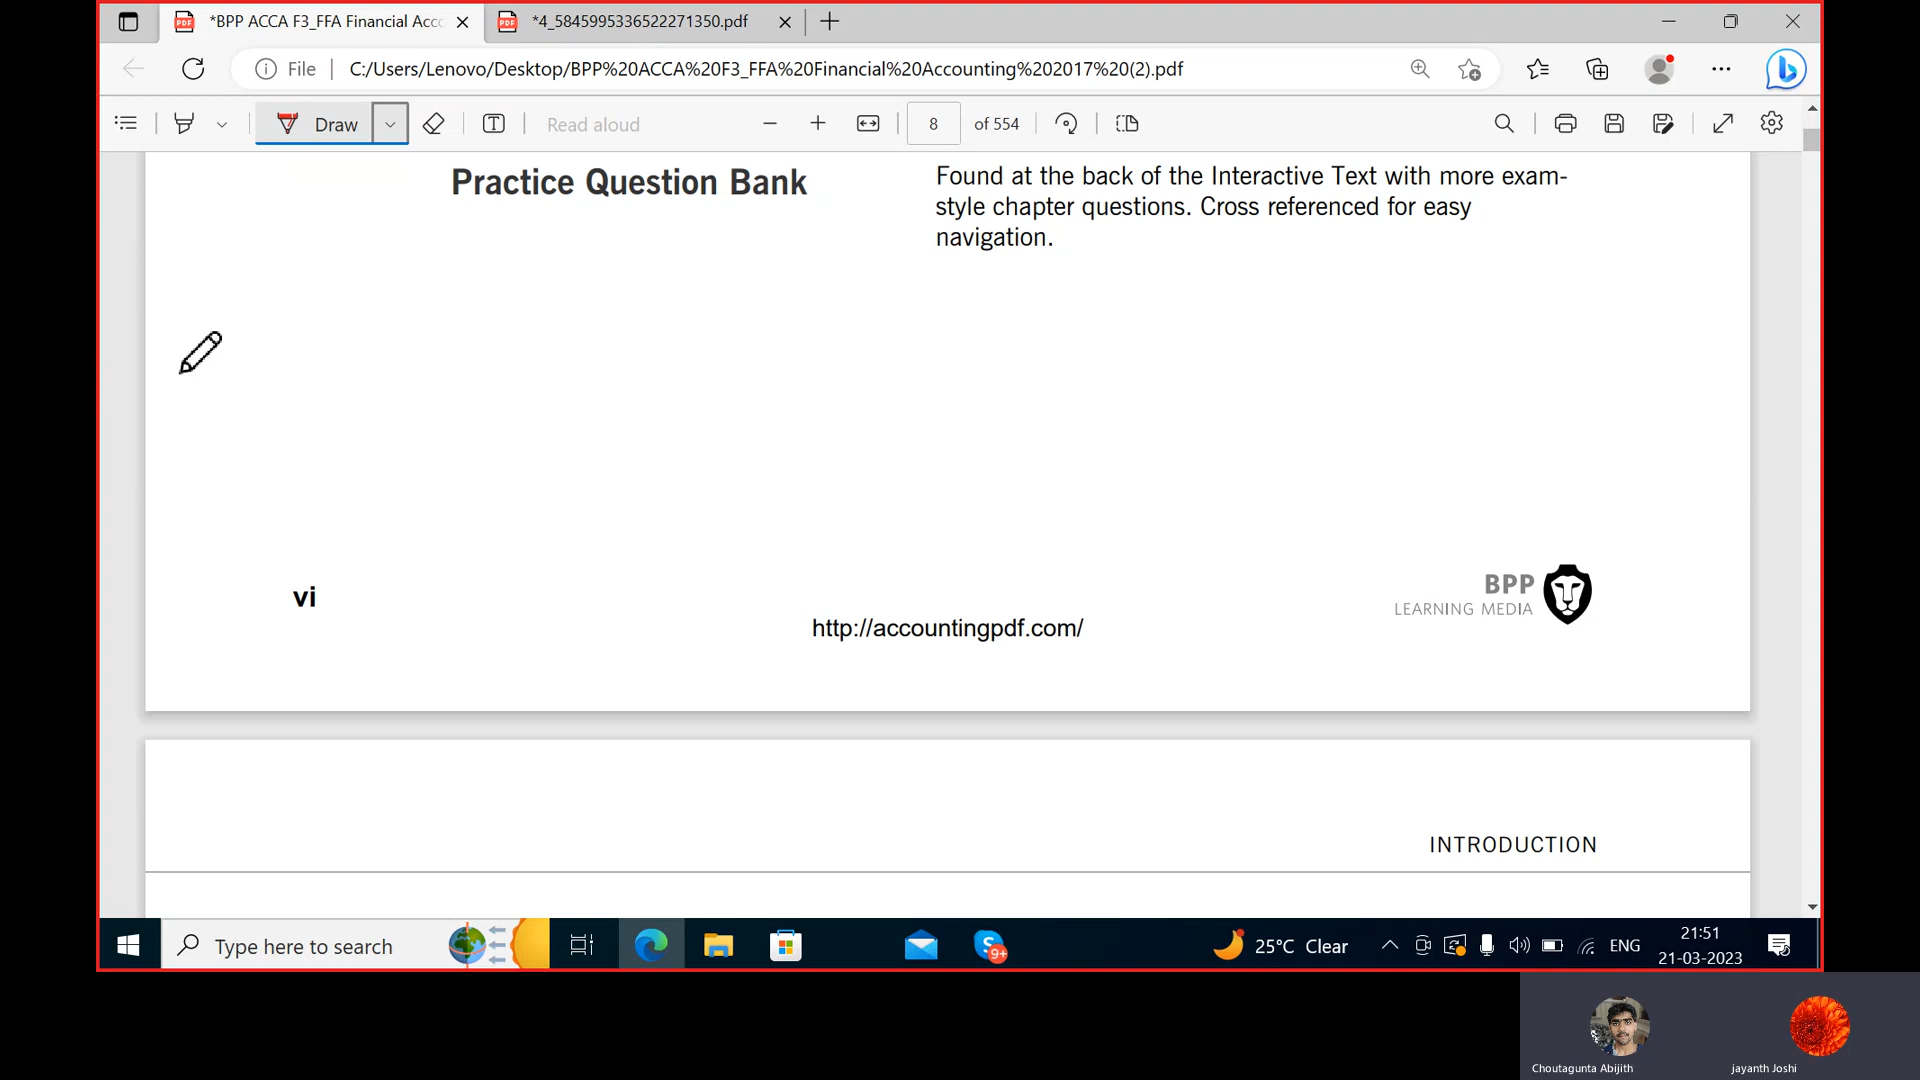 *BPP ACCA F3_FFA Financial Acc
*4_5845995336522271350.pdf
File
C:/Users/Lenovo/Desktop/BPP%20ACCA%20F3_FFA%20Financial%20Accounting%202017%20(2).pdf
Draw
Read aloud
8
of 554
Practice Question Bank
Found at the back of the Interactive Text with more exam-
style chapter questions. Cross referenced for easy
navigation.
vi
BPP
LEARNING MEDIA
http://accountingpdf.com/
INTRODUCTION
Type here to search
9+
25°C Clear
ENG
21:51
21-03-2023
Choutagunta Abijith
jayanth Joshi